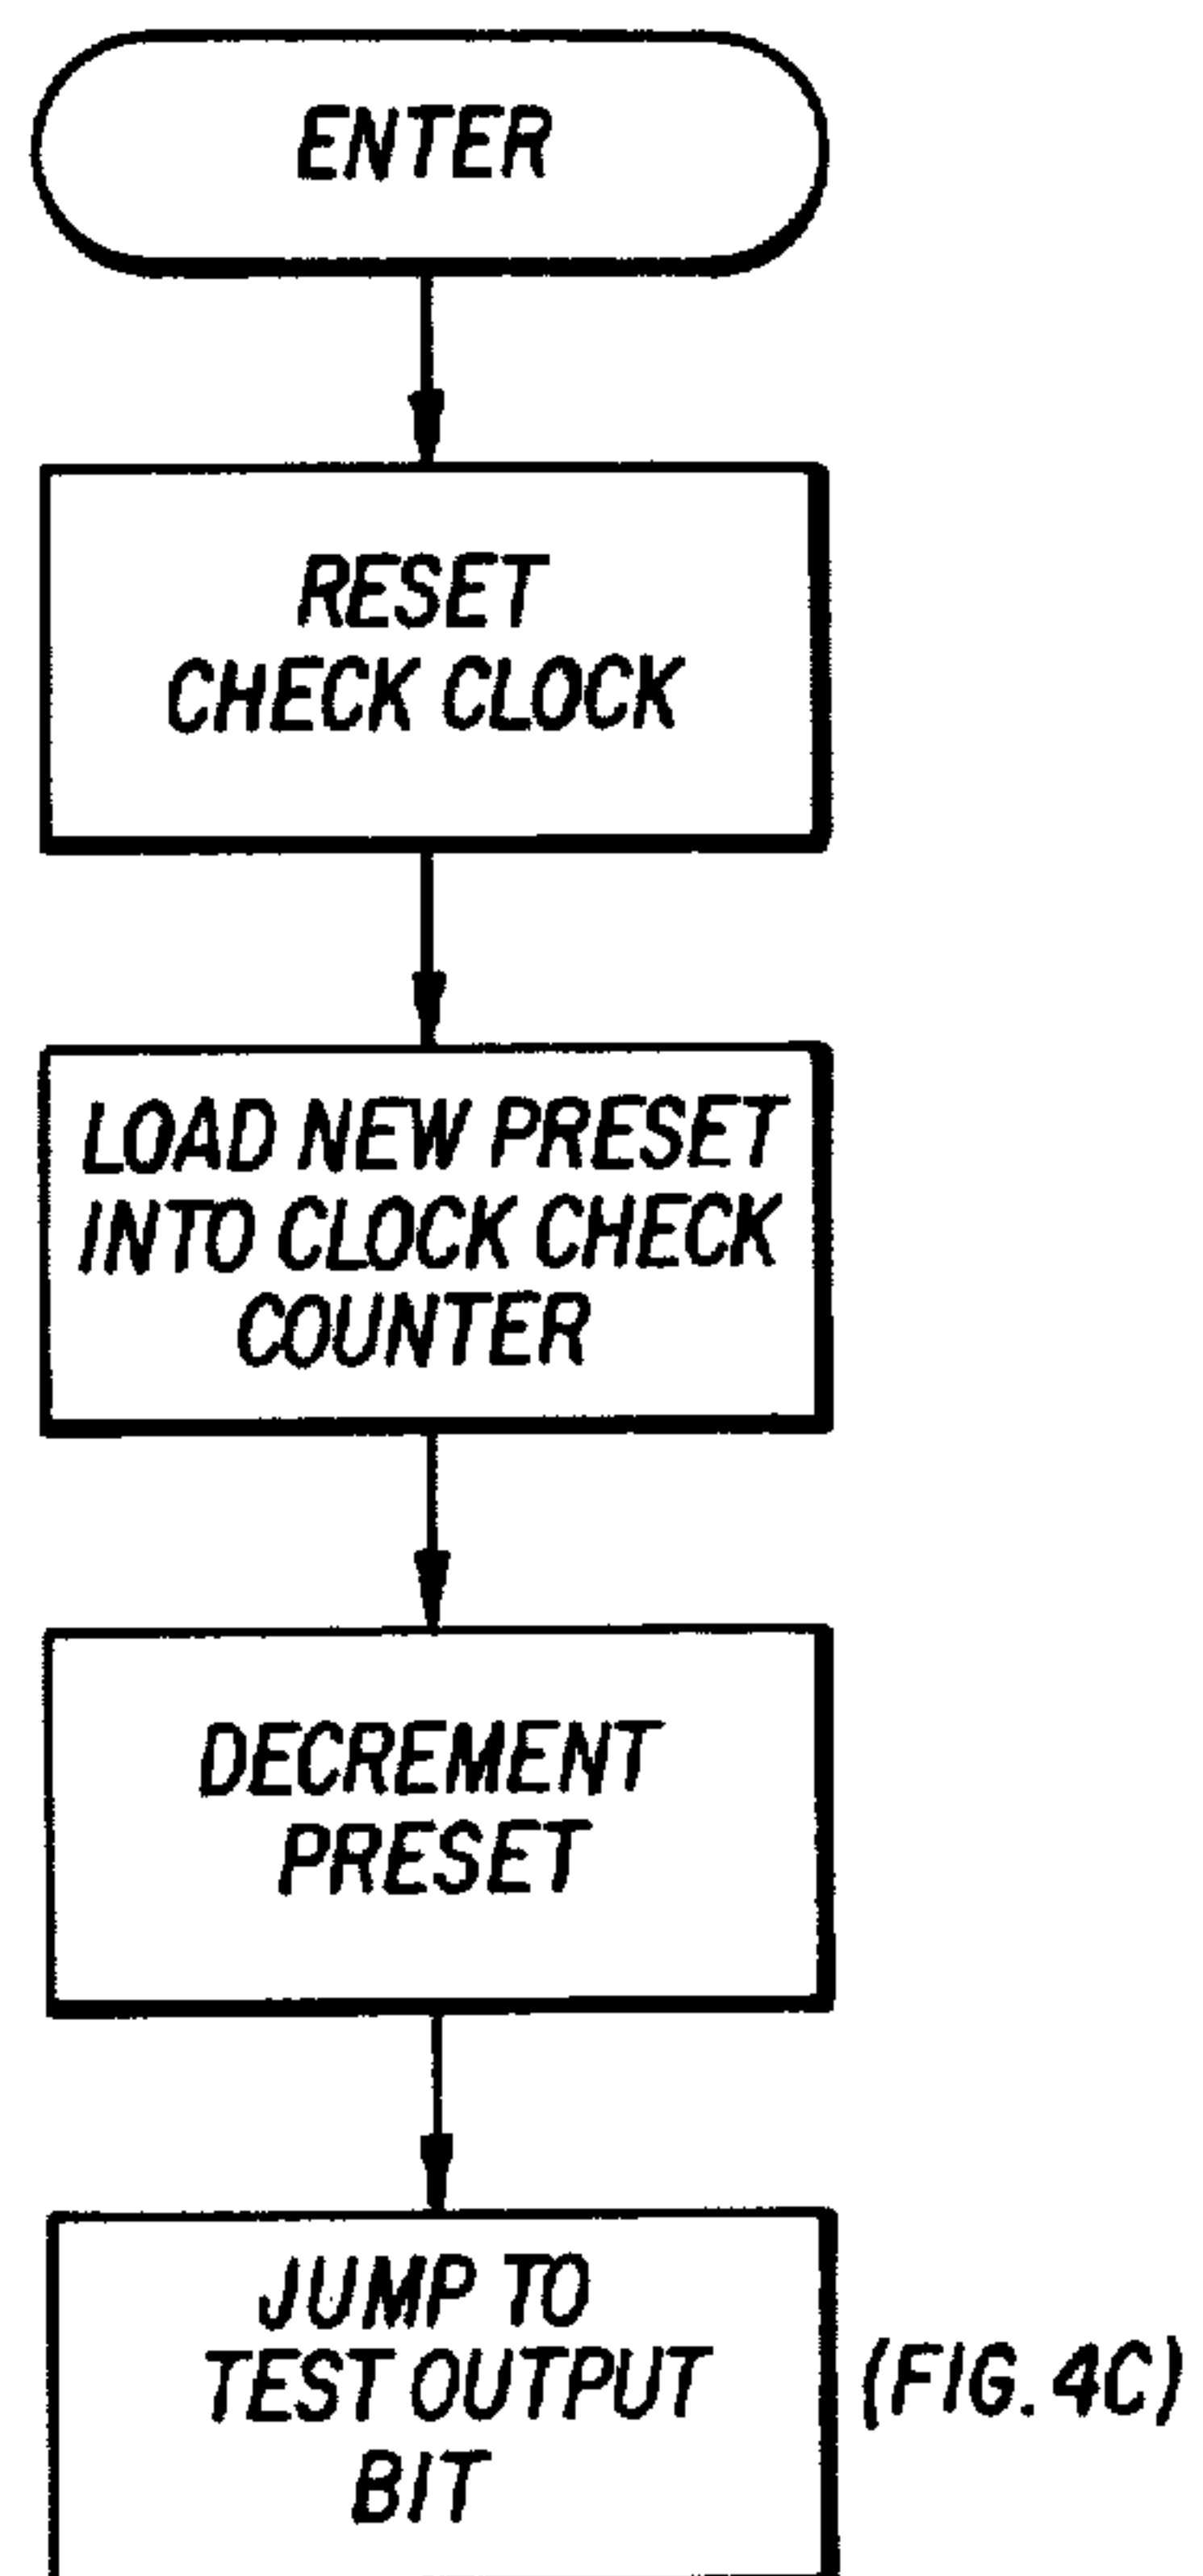 ENTER
RESET
CHECK CLOCK
LOAD NEW PRESET
INTO CLOCK CHECK
COUNTER
DECREMENT
PRESET
JUMP TO
TEST OUTPUT
BIT
(FIG. 4C)